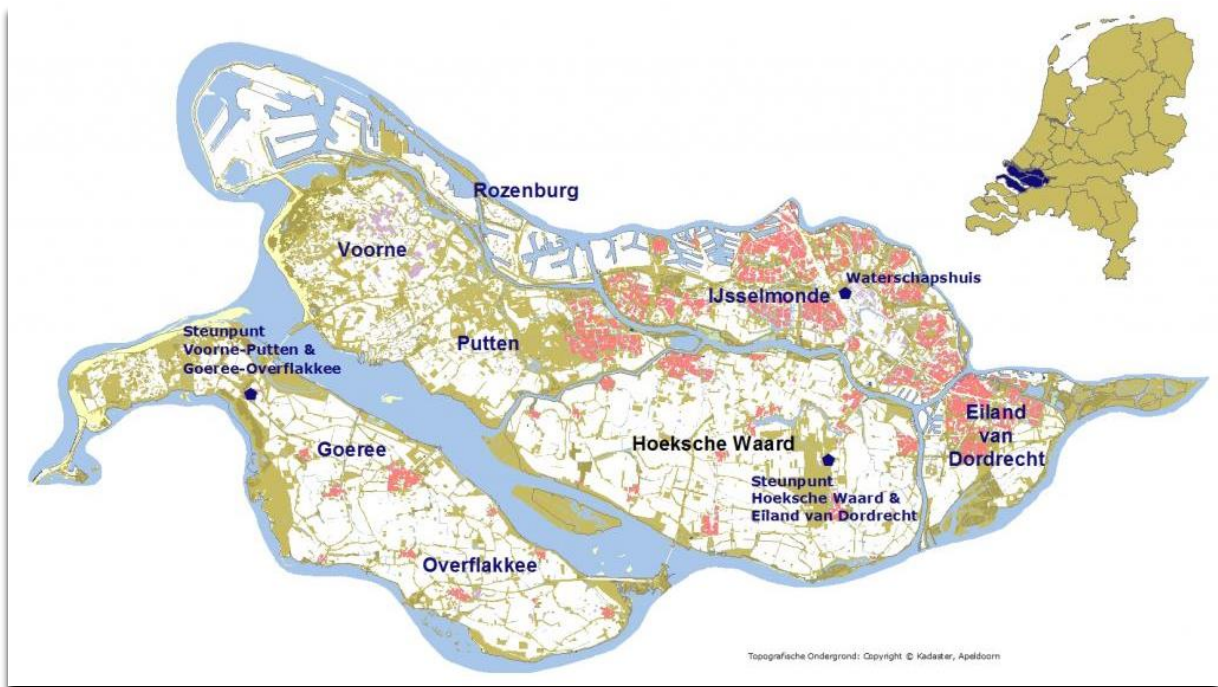 Rozenburg
Voorne
Waterschapshuis
IJsselmonde
Steunpunt
Voorne-Putten &
Goeree-Overflakkee
Putten
Eiland
van
Dordrecht
Hoeksche Waard
Goeree
Steunpunt
Hoeksche Waard &
Eiland van Dordrecht
Overflakkee
Topografische Ondergrond: Copyright © Kadaster, Apeldoorn